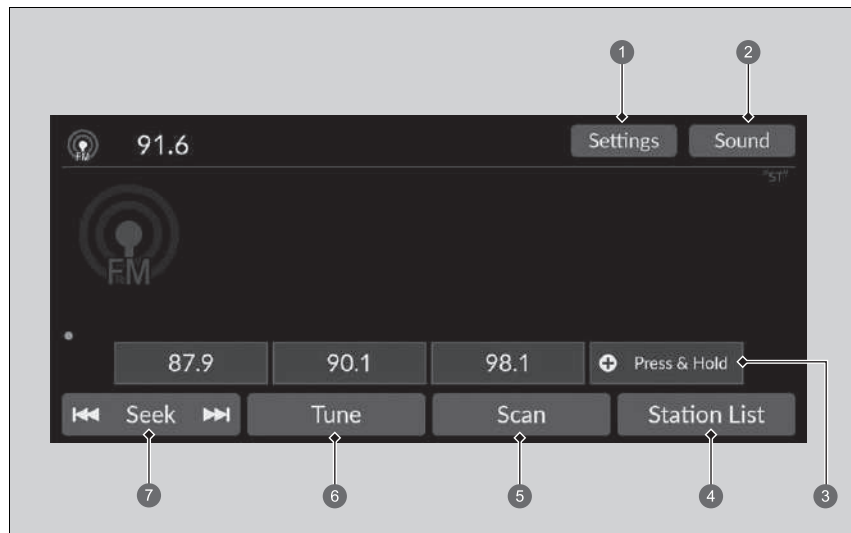 1 2
FM 91.6 Settings Sound
"ST"
FM
87.9 90.1 98.1 Press & Hold
Seek Tune Scan Station List
7 6 5 4 3